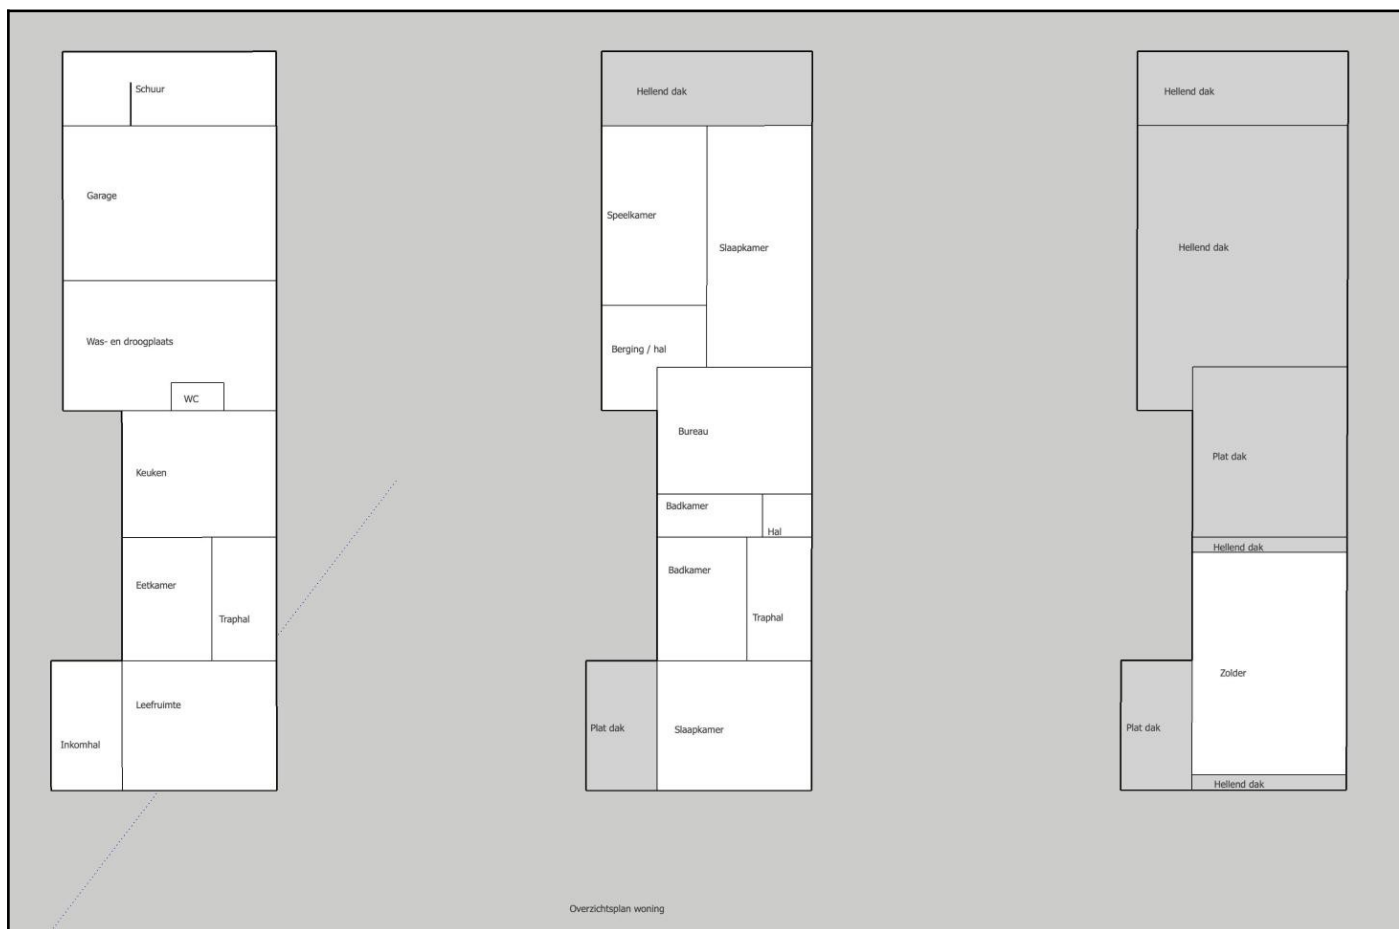 Schuur
Garage
Was- en droogplaats
WC
Keuken
Eetkamer
Traphal
Leefruimte
Inkomhal
Hellend dak
Speelkamer
Slaapkamer
Berging / hal
Bureau
Badkamer
Hal
Badkamer
Traphal
Plat dak
Slaapkamer
Hellend dak
Hellend dak
Plat dak
Hellend dak
Zolder
Plat dak
Hellend dak
Overzichtsplan woning